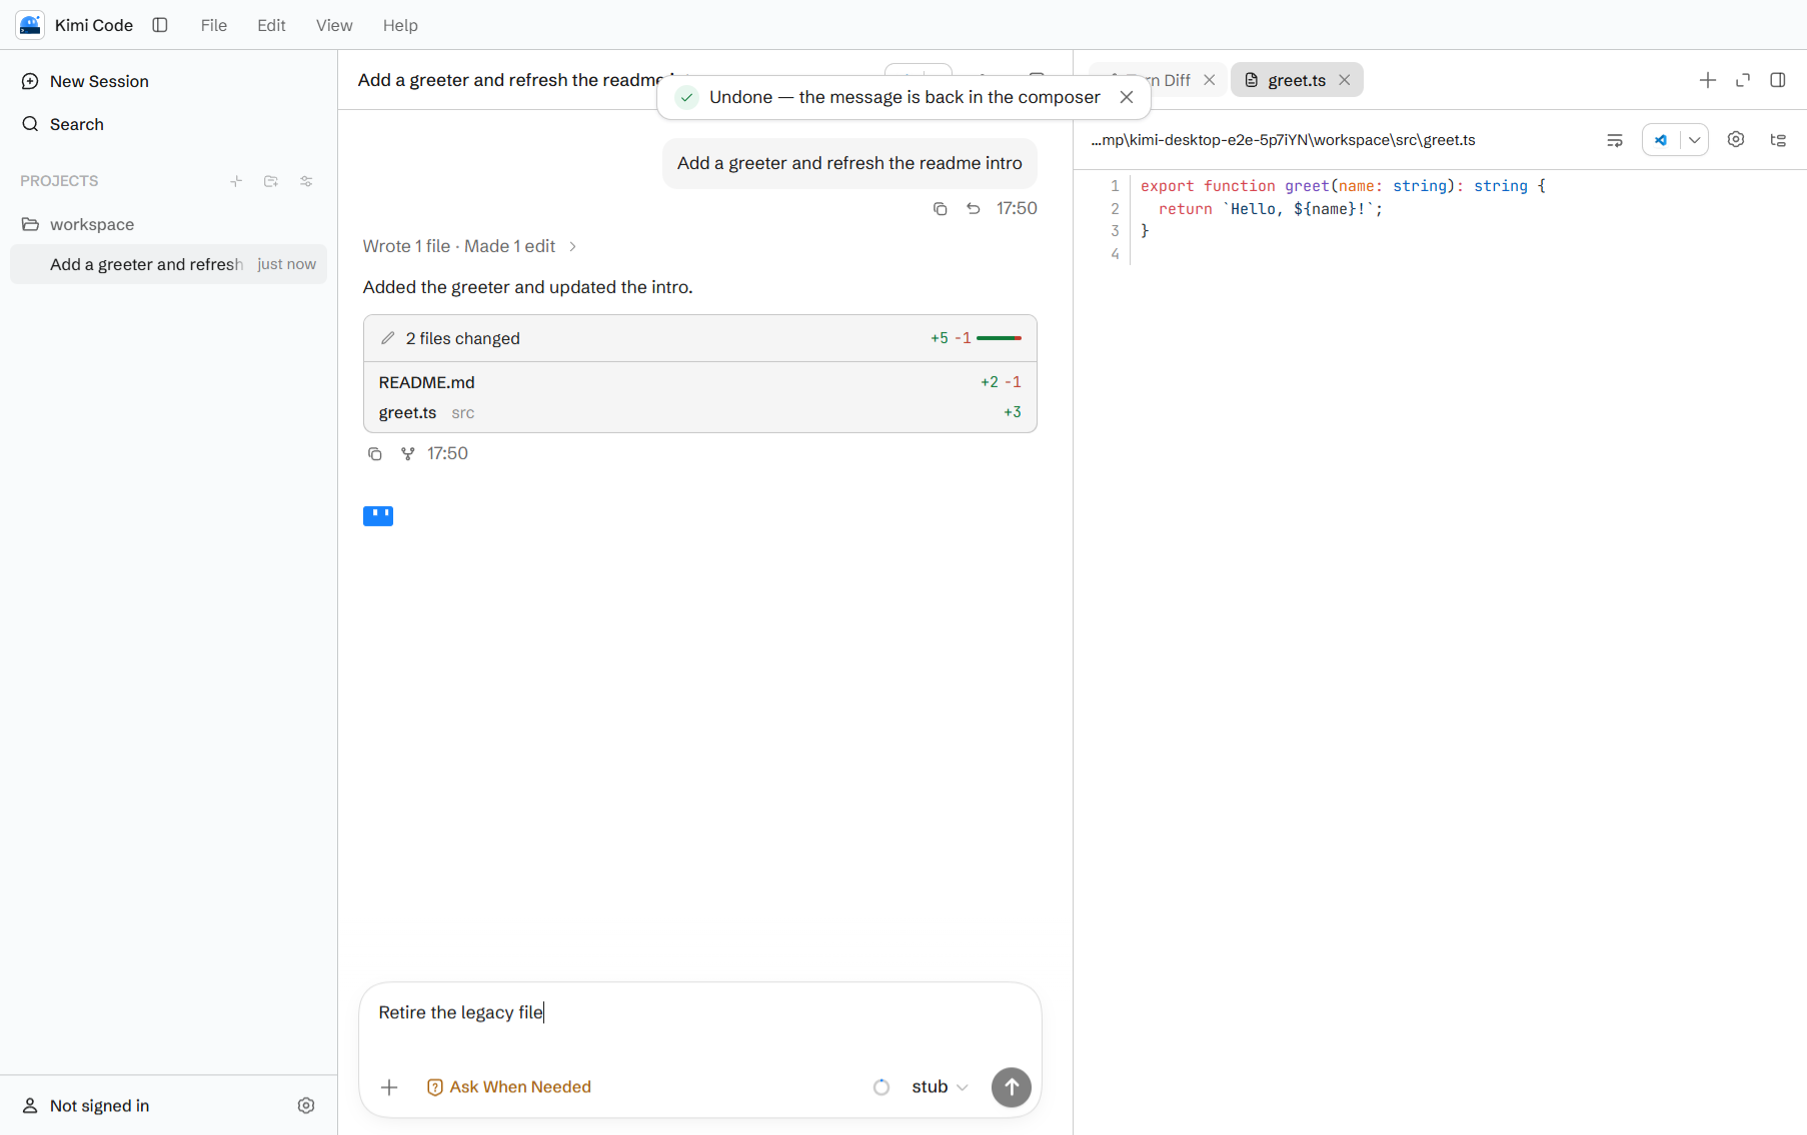 Kimi Code
File
Edit
View
Help
New Session
Search
PROJECTS
workspace
Add a greeter and refresh
just now
Not signed in
Add a greeter and refresh the readme
Undone — the message is back in the composer
Add a greeter and refresh the readme intro
17:50
Wrote 1 file · Made 1 edit
Added the greeter and updated the intro.
2 files changed
+5 -1
README.md
+2 -1
greet.ts src
+3
17:50
Retire the legacy file
Ask When Needed
stub
Diff
greet.ts
...mp\kimi-desktop-e2e-5p7iYN\workspace\src\greet.ts
1 export function greet(name: string): string {
2 return `Hello, ${name}!`;
3 }
4